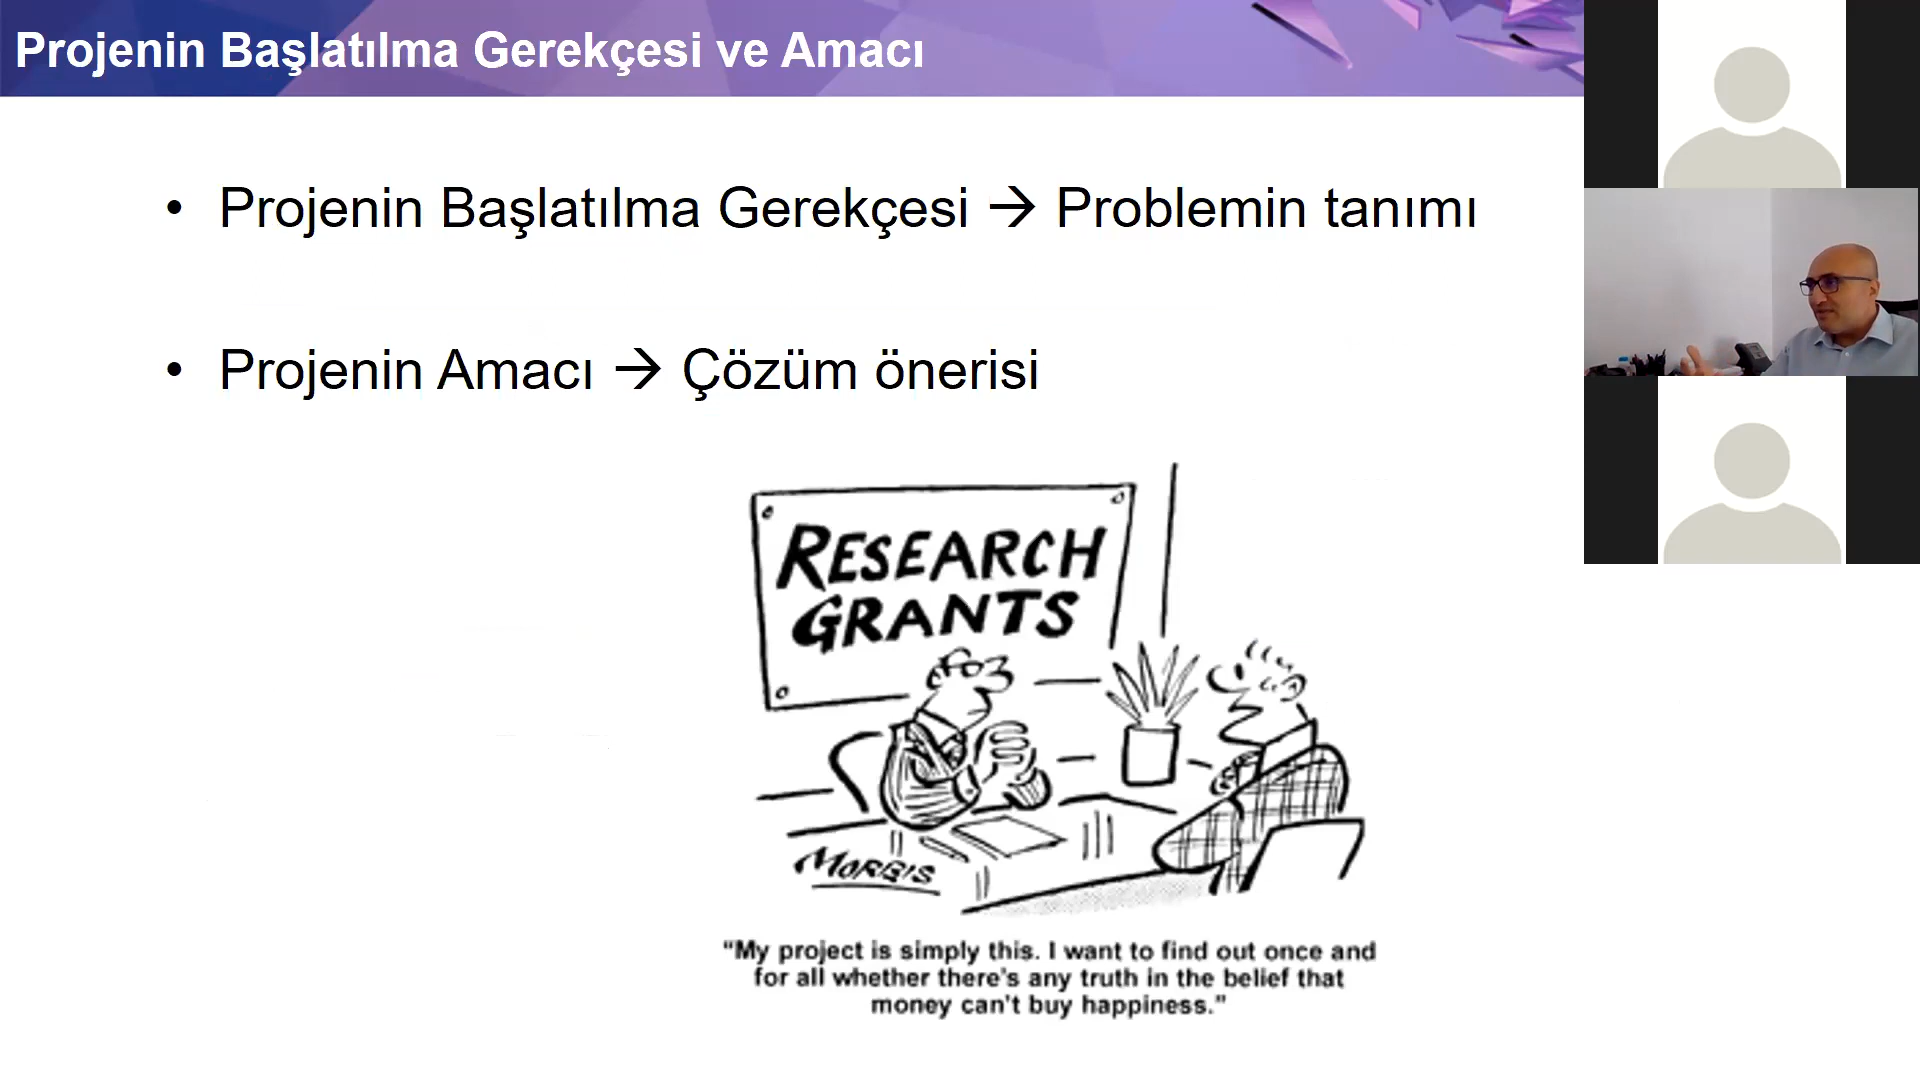 Projenin Başlatılma Gerekçesi ve Amacı
• Projenin Başlatılma Gerekçesi → Problemin tanımı
• Projenin Amacı → Çözüm önerisi
RESEARCH
GRANTS
MORRIS
"My project is simply this. I want to find out once and
for all whether there's any truth in the belief that
money can't buy happiness."